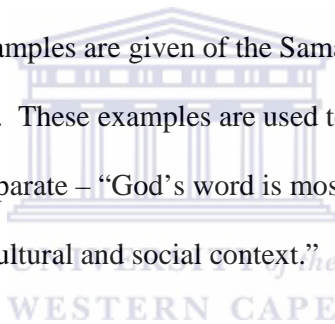 amples are given of the Sama
. These examples are used t
parate – “God’s word is mos
ultural and social context.”
UNIVERSITY of the
WESTERN CAPE